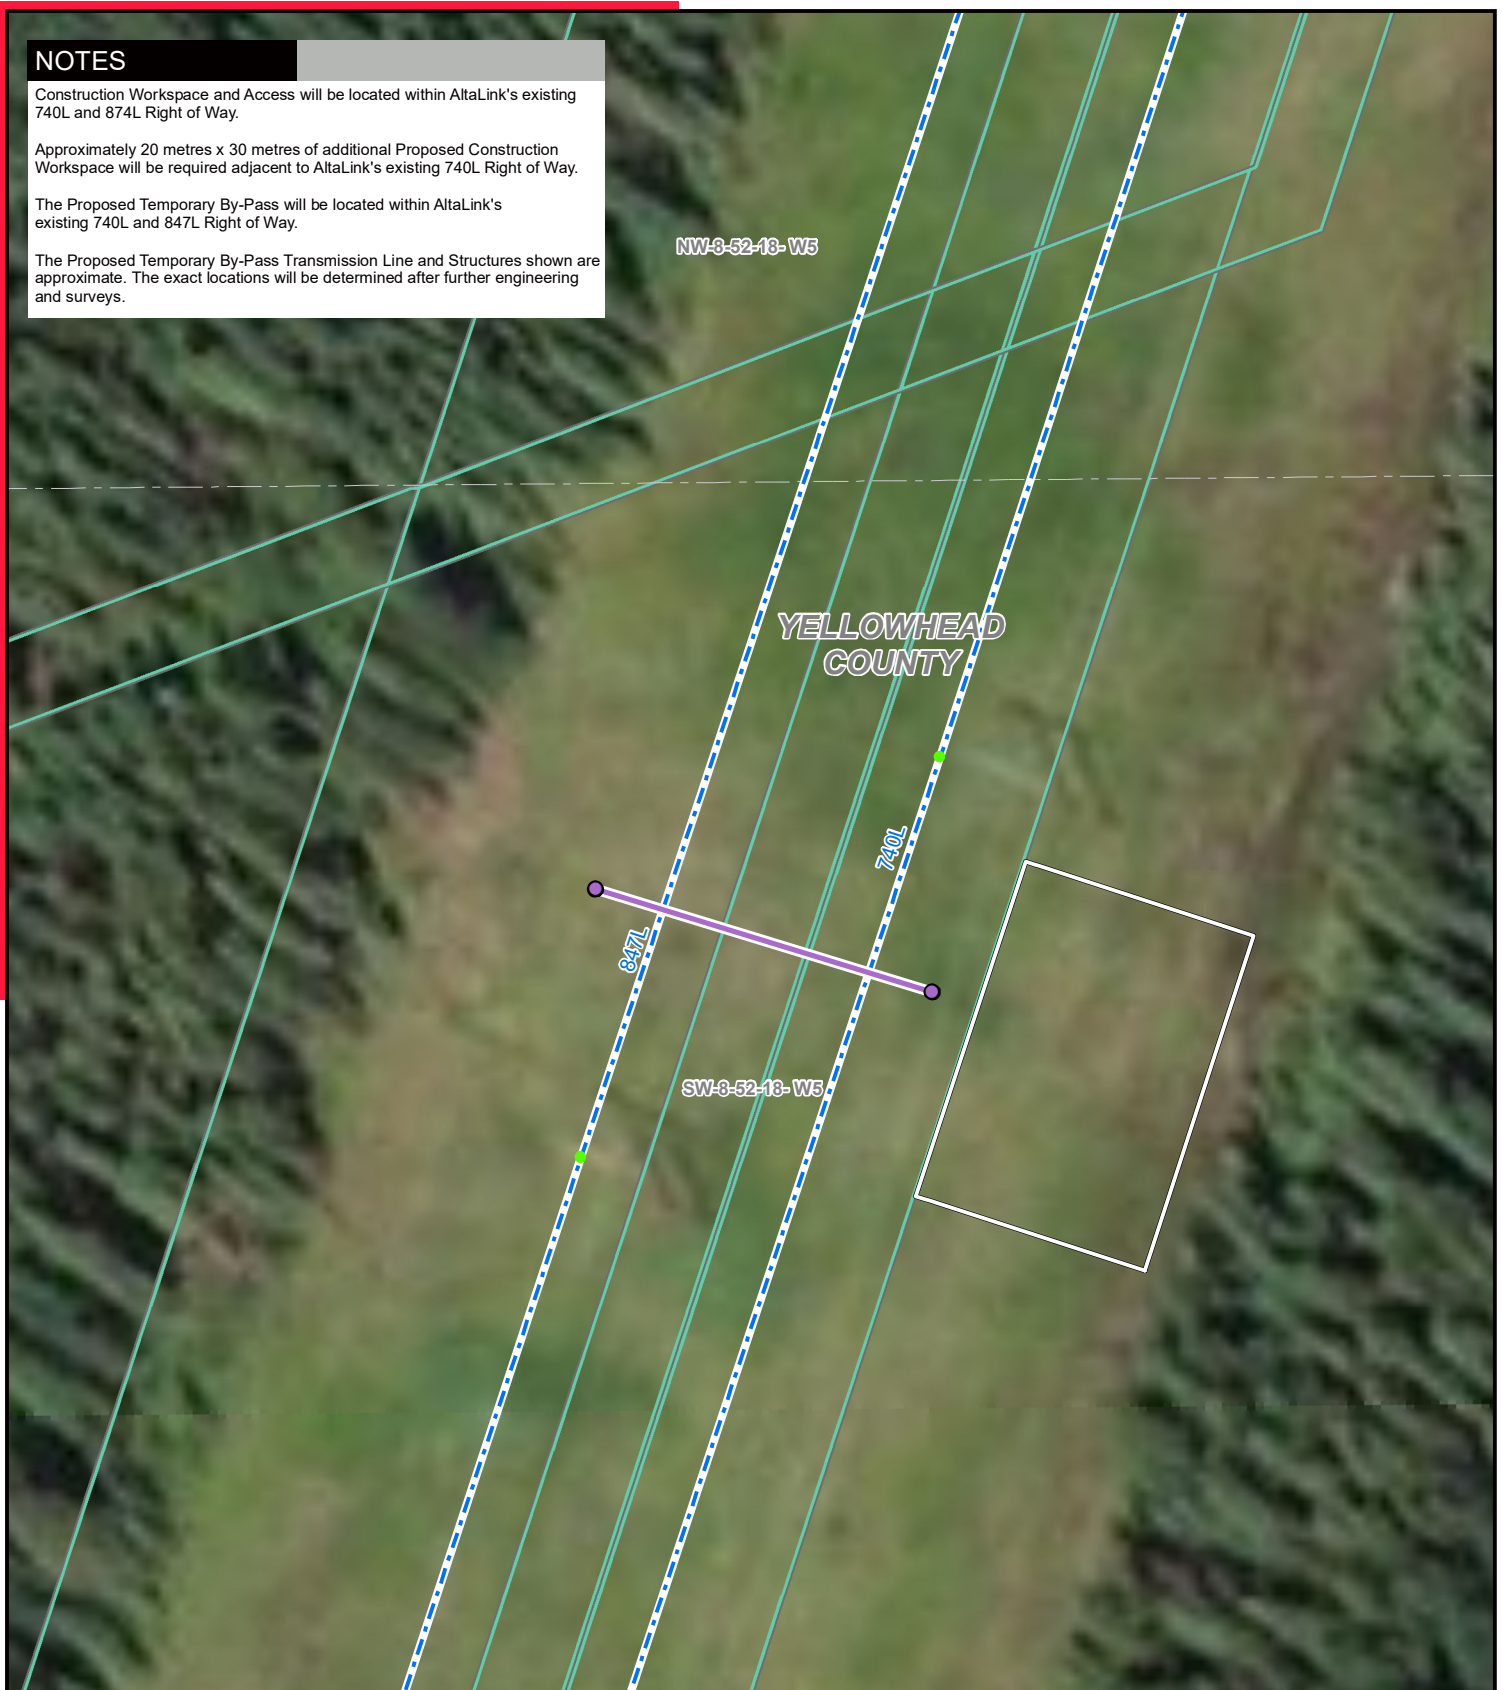 NOTES
Construction Workspace and Access will be located within AltaLink's existing
740L and 874L Right of Way.
Approximately 20 metres x 30 metres of additional Proposed Construction
Workspace will be required adjacent to AltaLink's existing 740L Right of Way.
The Proposed Temporary By-Pass will be located within AltaLink's
existing 740L and 847L Right of Way.
The Proposed Temporary By-Pass Transmission Line and Structures shown are
approximate. The exact locations will be determined after further engineering
and surveys.
NW-8-52-18- W5
YELLOWHEAD
COUNTY
740L
847L
SW-8-52-18- W5